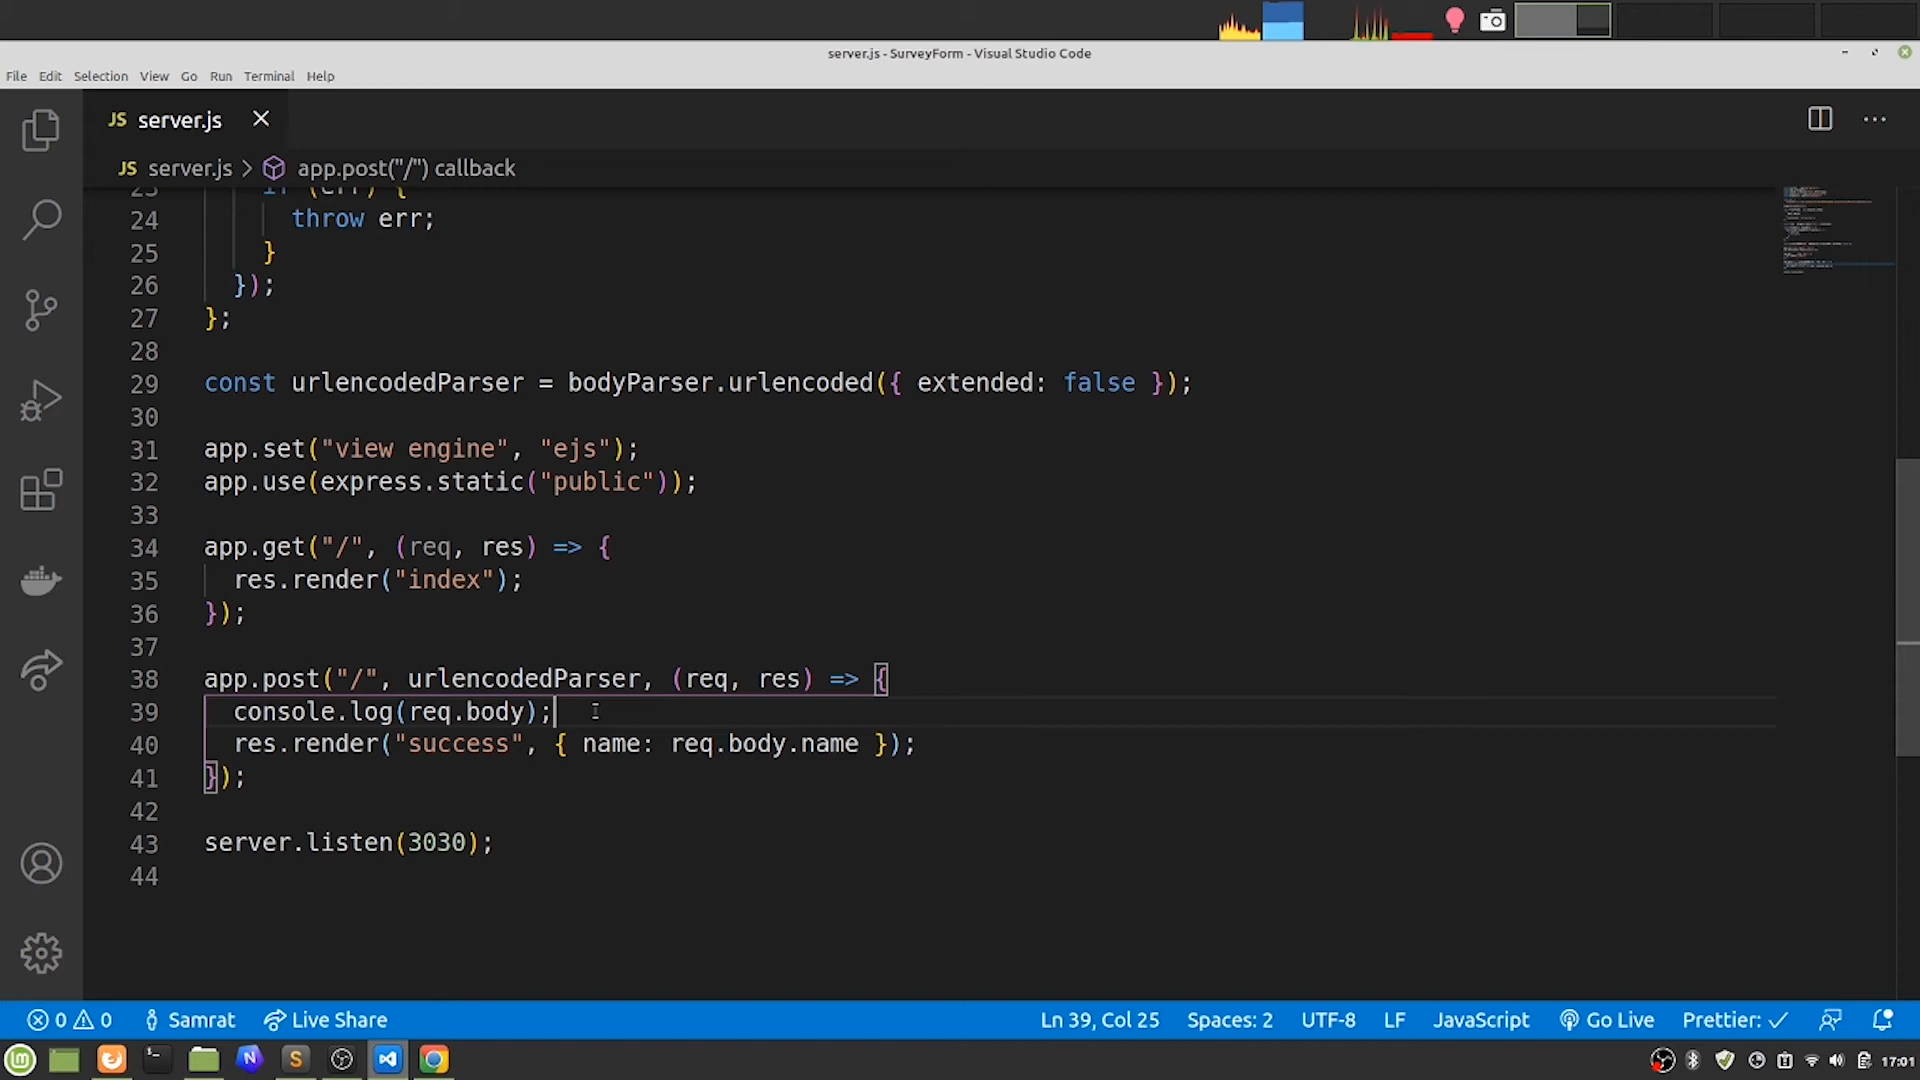 server.js - SurveyForm - Visual Studio Code
File Edit Selection View Go Run Terminal Help
JS server.js
JS server.js > app.post("/") callback
23 if (err) {
24 throw err;
25 }
26 });
27 };
28
29 const urlencodedParser = bodyParser.urlencoded({ extended: false });
30
31 app.set("view engine", "ejs");
32 app.use(express.static("public"));
33
34 app.get("/", (req, res) => {
35 res.render("index");
36 });
37
38 app.post("/", urlencodedParser, (req, res) => {
39 console.log(req.body);
40 res.render("success", { name: req.body.name });
41 });
42
43 server.listen(3030);
44
0 0 Samrat Live Share Ln 39, Col 25 Spaces: 2 UTF-8 LF JavaScript Go Live Prettier: ✓
17:01